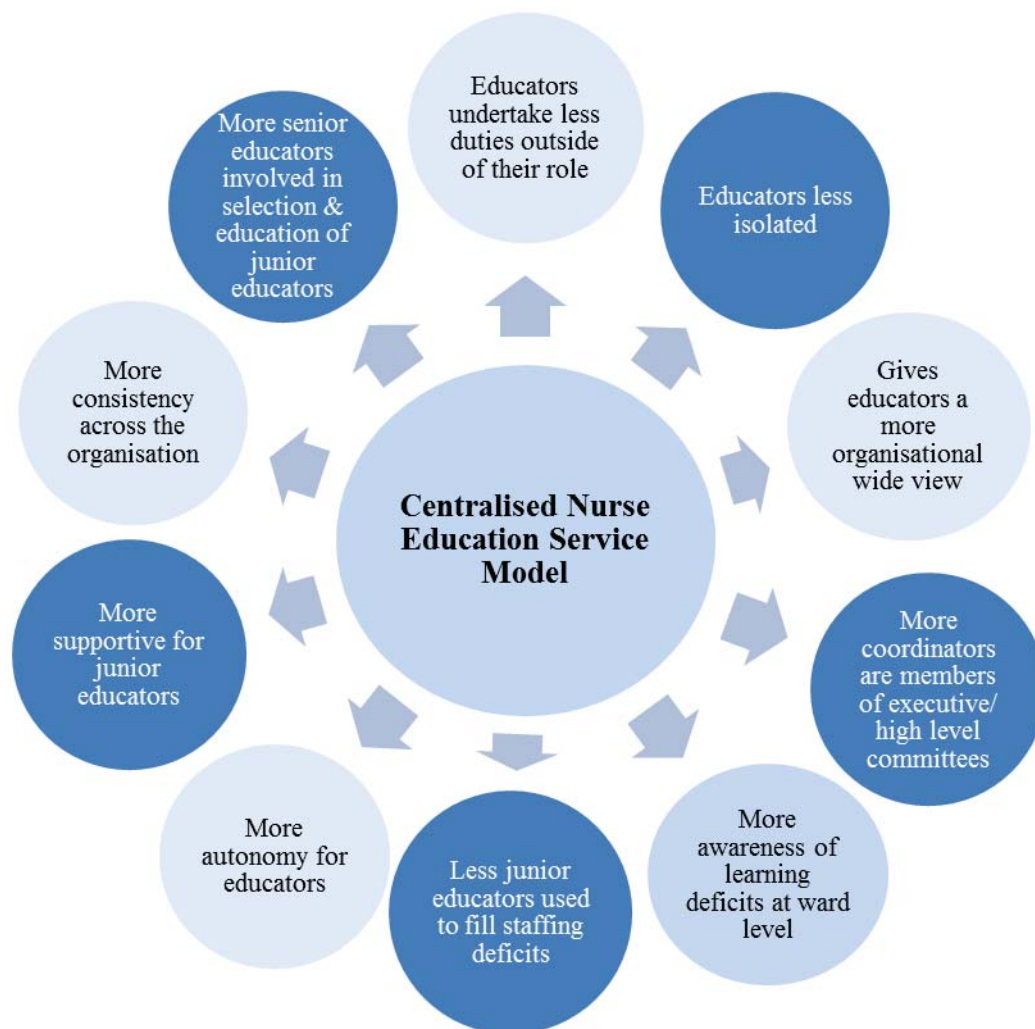 Educators
undertake less
duties outside
of their role
Educators less
isolated
Gives
educators a
more
organisational
wide view
More
coordinators
are members
of executive/
high level
committees
More
awareness of
learning
deficits at ward
level
Less junior
educators used
to fill staffing
deficits
More
autonomy for
educators
More
supportive for
junior
educators
More
consistency
across the
organisation
More senior
educators
involved in
selection &
education of
junior
educators
Centralised Nurse
Education Service
Model